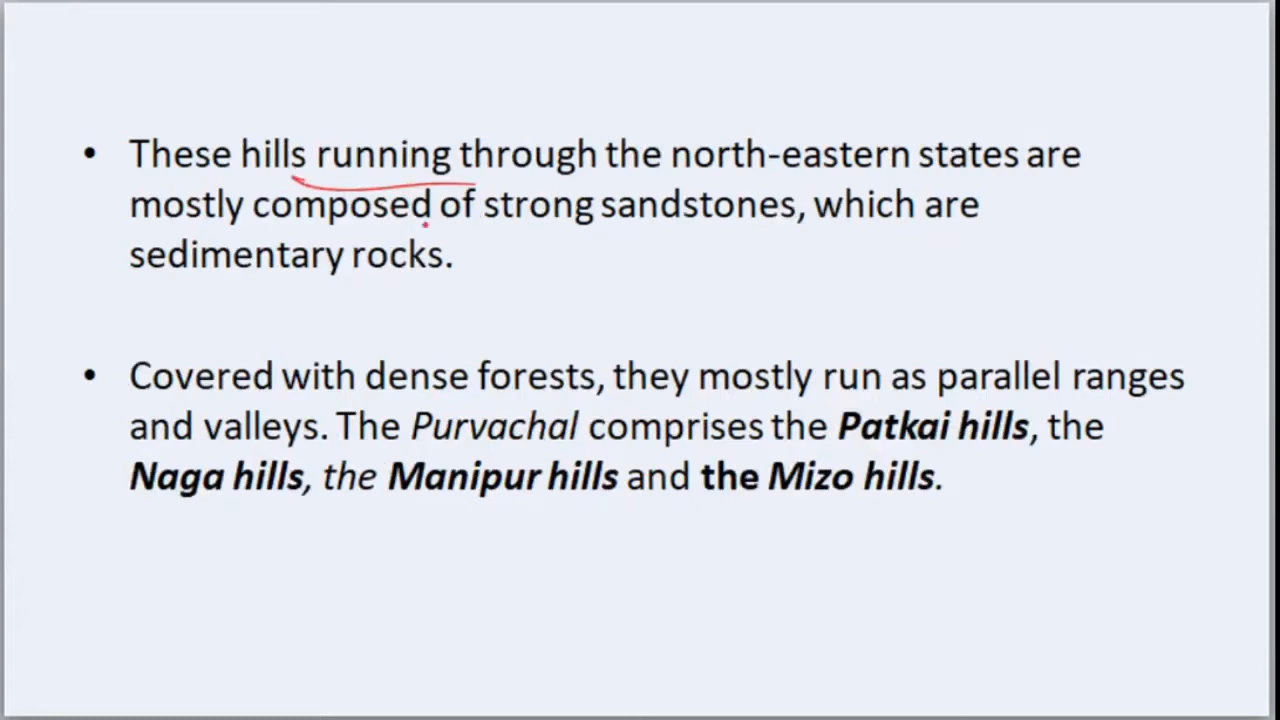 • These hills running through the north-eastern states are
mostly composed of strong sandstones, which are
sedimentary rocks.
• Covered with dense forests, they mostly run as parallel ranges
and valleys. The Purvachal comprises the Patkai hills, the
Naga hills, the Manipur hills and the Mizo hills.